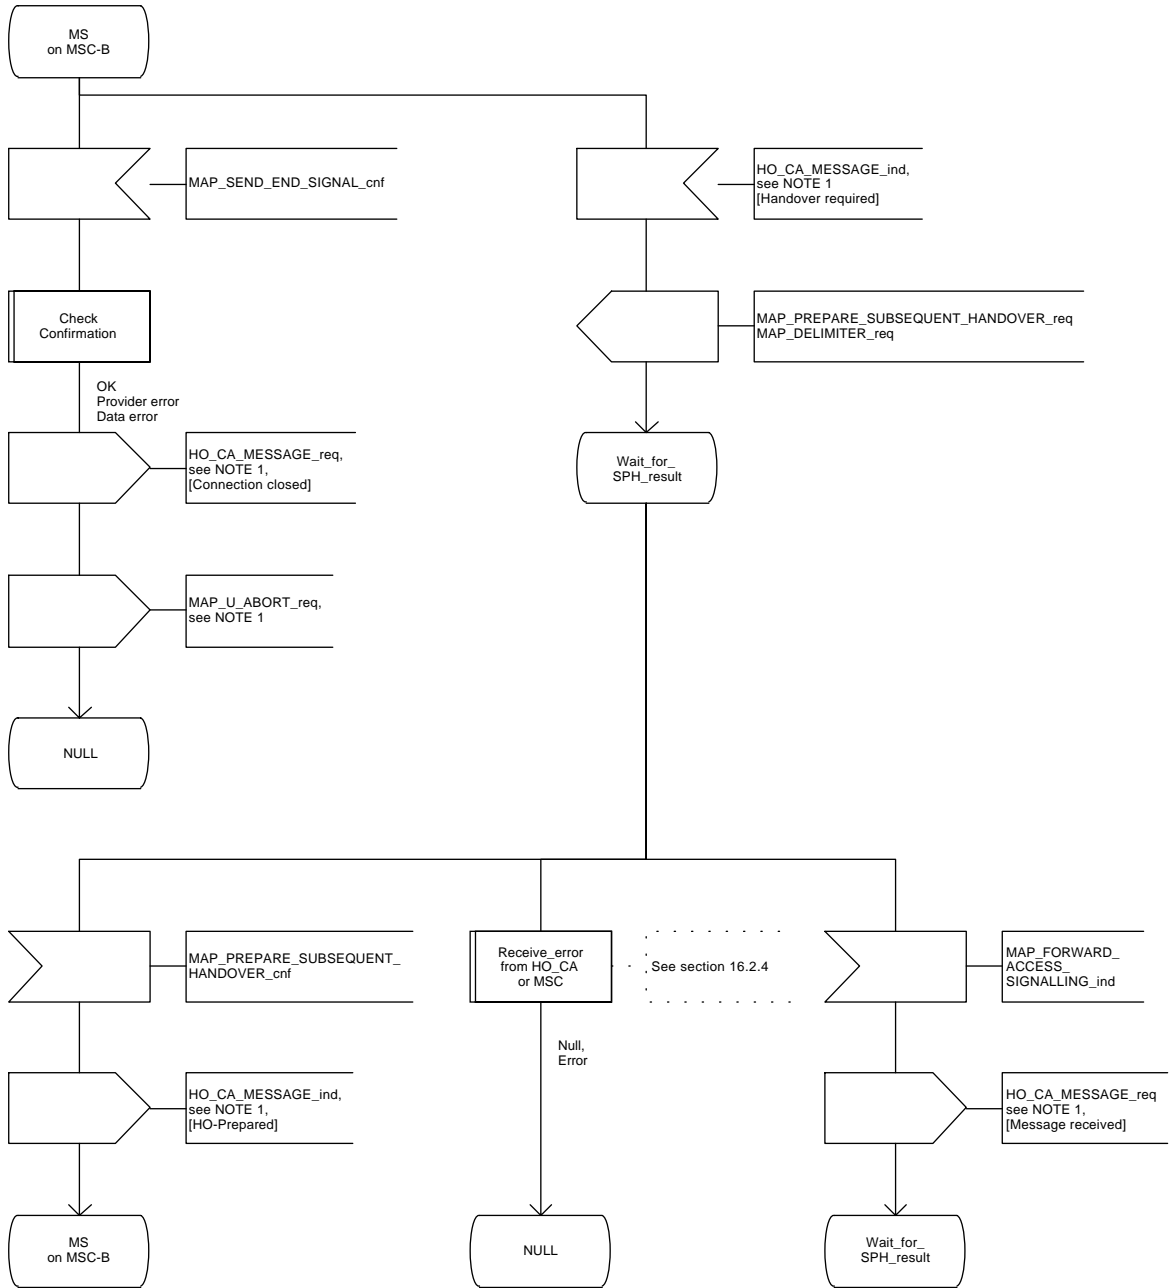 MS
on MSC-B
MAP_SEND_END_SIGNAL_cnf
HO_CA_MESSAGE_ind,
see NOTE 1
[Handover required]
Check
Confirmation
MAP_PREPARE_SUBSEQUENT_HANDOVER_req
MAP_DELIMITER_req
OK
Provider error
Data error
HO_CA_MESSAGE_req,
see NOTE 1,
[Connection closed]
Wait_for_
SPH_result
MAP_U_ABORT_req,
see NOTE 1
NULL
MAP_PREPARE_SUBSEQUENT_
HANDOVER_cnf
Receive_error
from HO_CA
or MSC
See section 16.2.4
MAP_FORWARD_
ACCESS_
SIGNALLING_ind
Null,
Error
HO_CA_MESSAGE_ind,
see NOTE 1,
[HO-Prepared]
HO_CA_MESSAGE_req
see NOTE 1,
[Message received]
MS
on MSC-B
NULL
Wait_for_
SPH_result